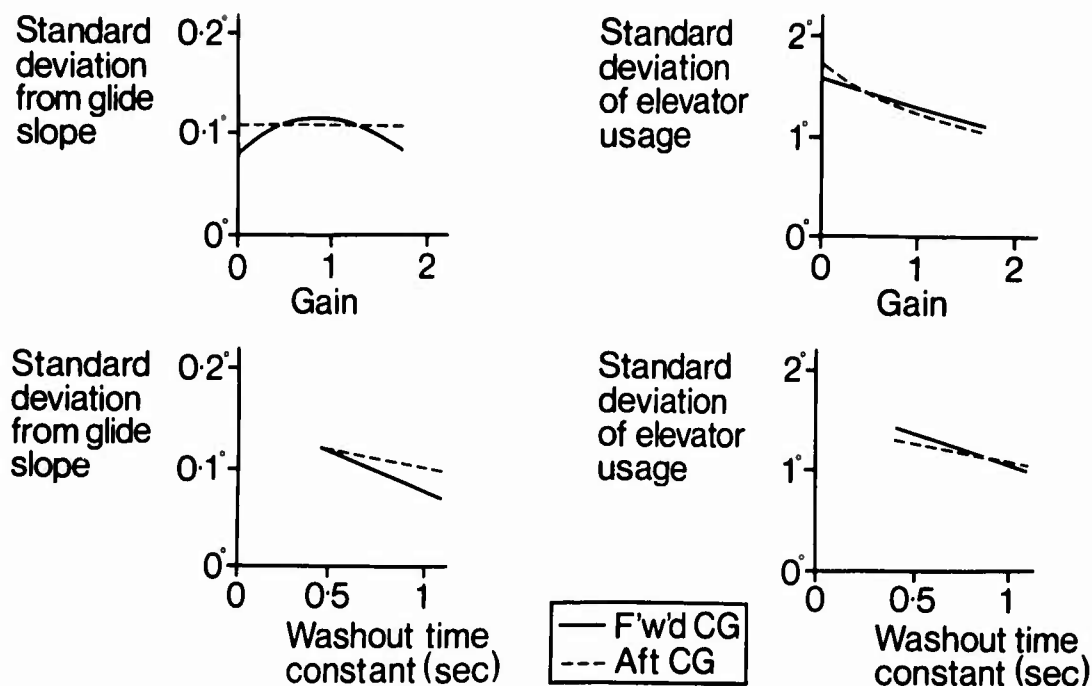 Standard
deviation
from glide
slope
0·2°
0·1°
0°
0
1
2
Gain
Standard
deviation
of elevator
usage
2°
1°
0°
0
1
2
Gain
Standard
deviation
from glide
slope
0·2°
0·1°
0°
0
0·5
1
Washout time
constant (sec)
Standard
deviation
of elevator
usage
2°
1°
0°
0
0·5
1
Washout time
constant (sec)
F'w'd CG
Aft CG